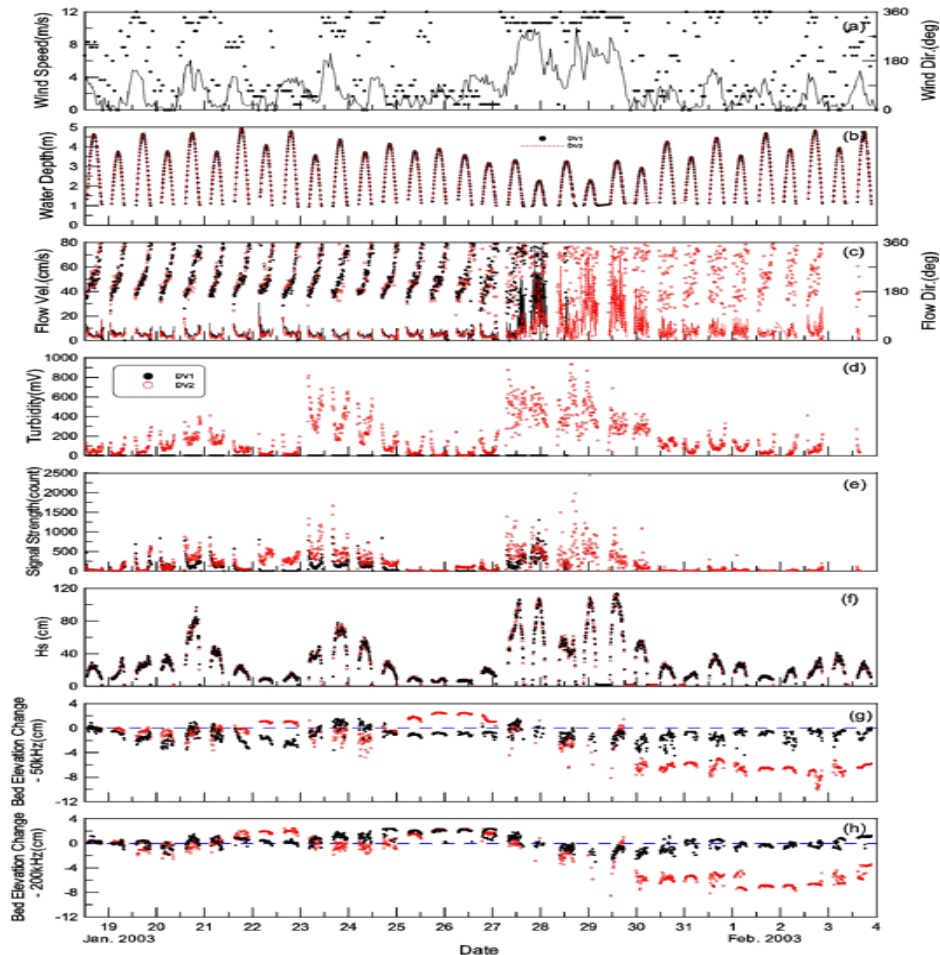 12
8
4
0
Wind Speed(m/s)
(a)
360
180
0
Wind Dir.(deg)
5
4
3
2
1
0
Water Depth(m)
DV1
DV2
(b)
80
60
40
20
0
Flow Vel.(cm/s)
(c)
360
180
0
Flow Dir.(deg)
1000
800
600
400
200
0
Turbidity(mV)
DV1
DV2
(d)
2500
2000
1500
1000
500
0
Signal Strength(count)
(e)
120
80
40
0
Hs (cm)
(f)
4
0
-4
-8
-12
Bed Elevation Change
- 50kHz(cm)
(g)
4
0
-4
-8
-12
Bed Elevation Change
- 200kHz(cm)
(h)
19 20 21 22 23 24 25 26 27 28 29 30 31 2 3 4
Jan. 2003 Feb. 2003
Date